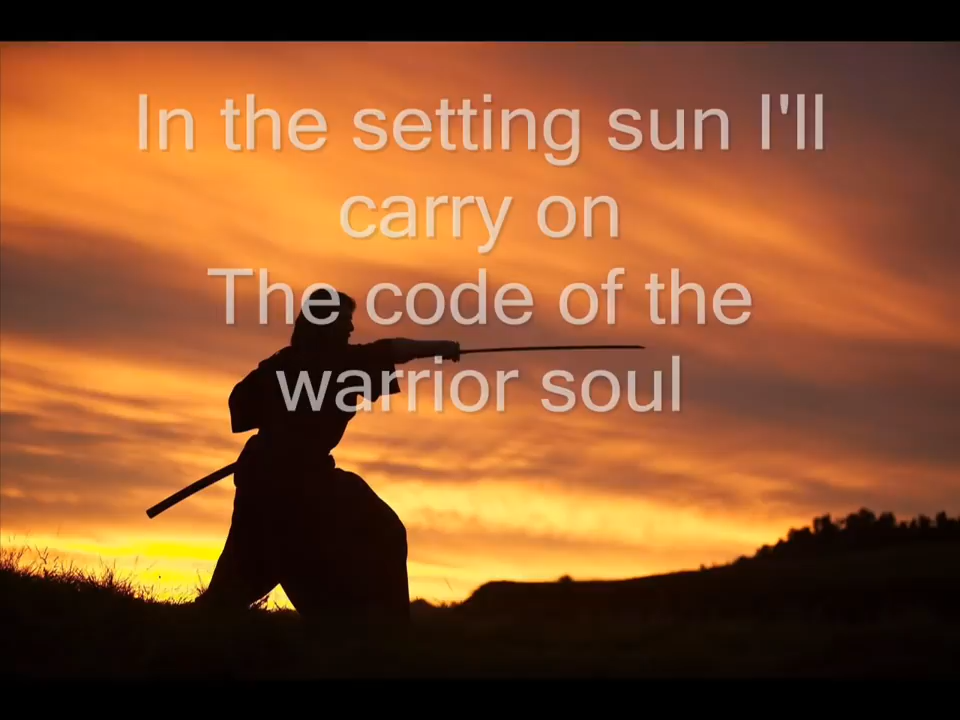 In the setting sun I'll
carry on
The code of the
warrior soul